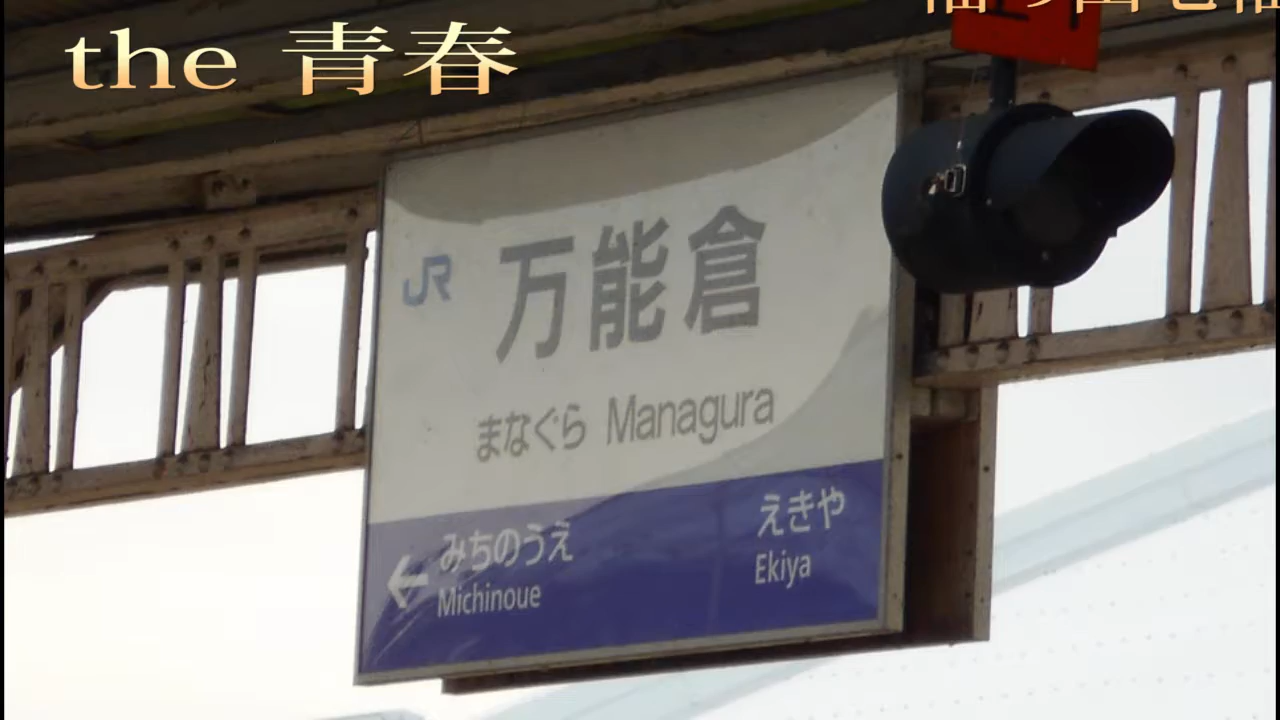 the 青春
JR
万能倉
まなぐら Managura
みちのうえ
Michinoue
えきや
Ekiya